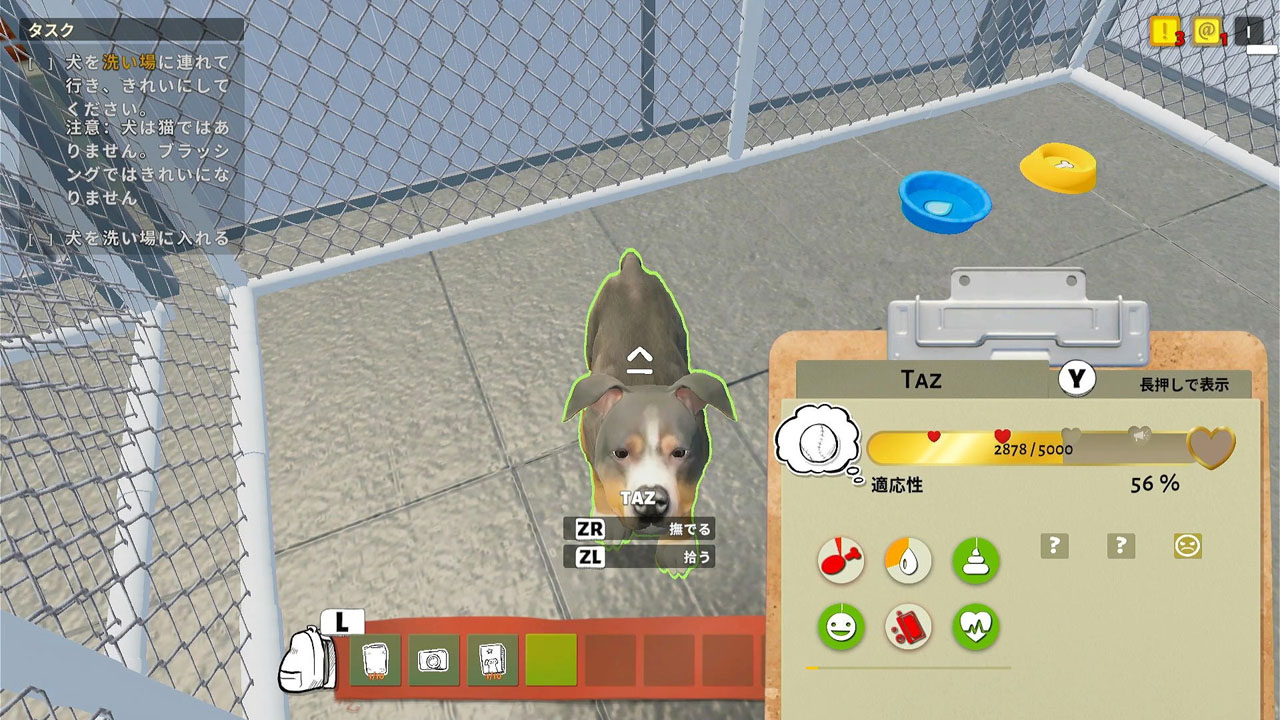 タスク
[ ] 犬を洗い場に連れて
行き、きれいにして
ください。
注意：犬は猫ではあ
りません。ブラッシ
ングではきれいにな
りません
[ ] 犬を洗い場に入れる
3
1
TAZ
ZR 撫でる
ZL 拾う
L
1/10
1/10
TAZ
Y 長押しで表示
2878/5000
適応性 56 %
? ?